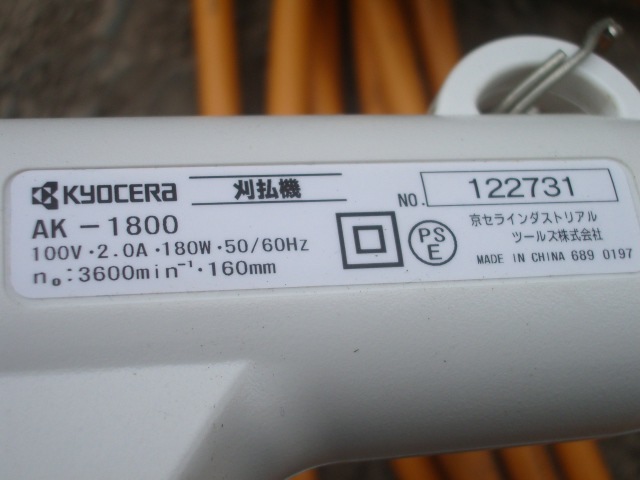 KYOCERA 刈払機 NO. 122731
AK-1800
100V・2.0A・180W・50/60Hz
n₀:3600min⁻¹・160mm
PS
E
京セラインダストリアル
ツールズ株式会社
MADE IN CHINA 689 0197